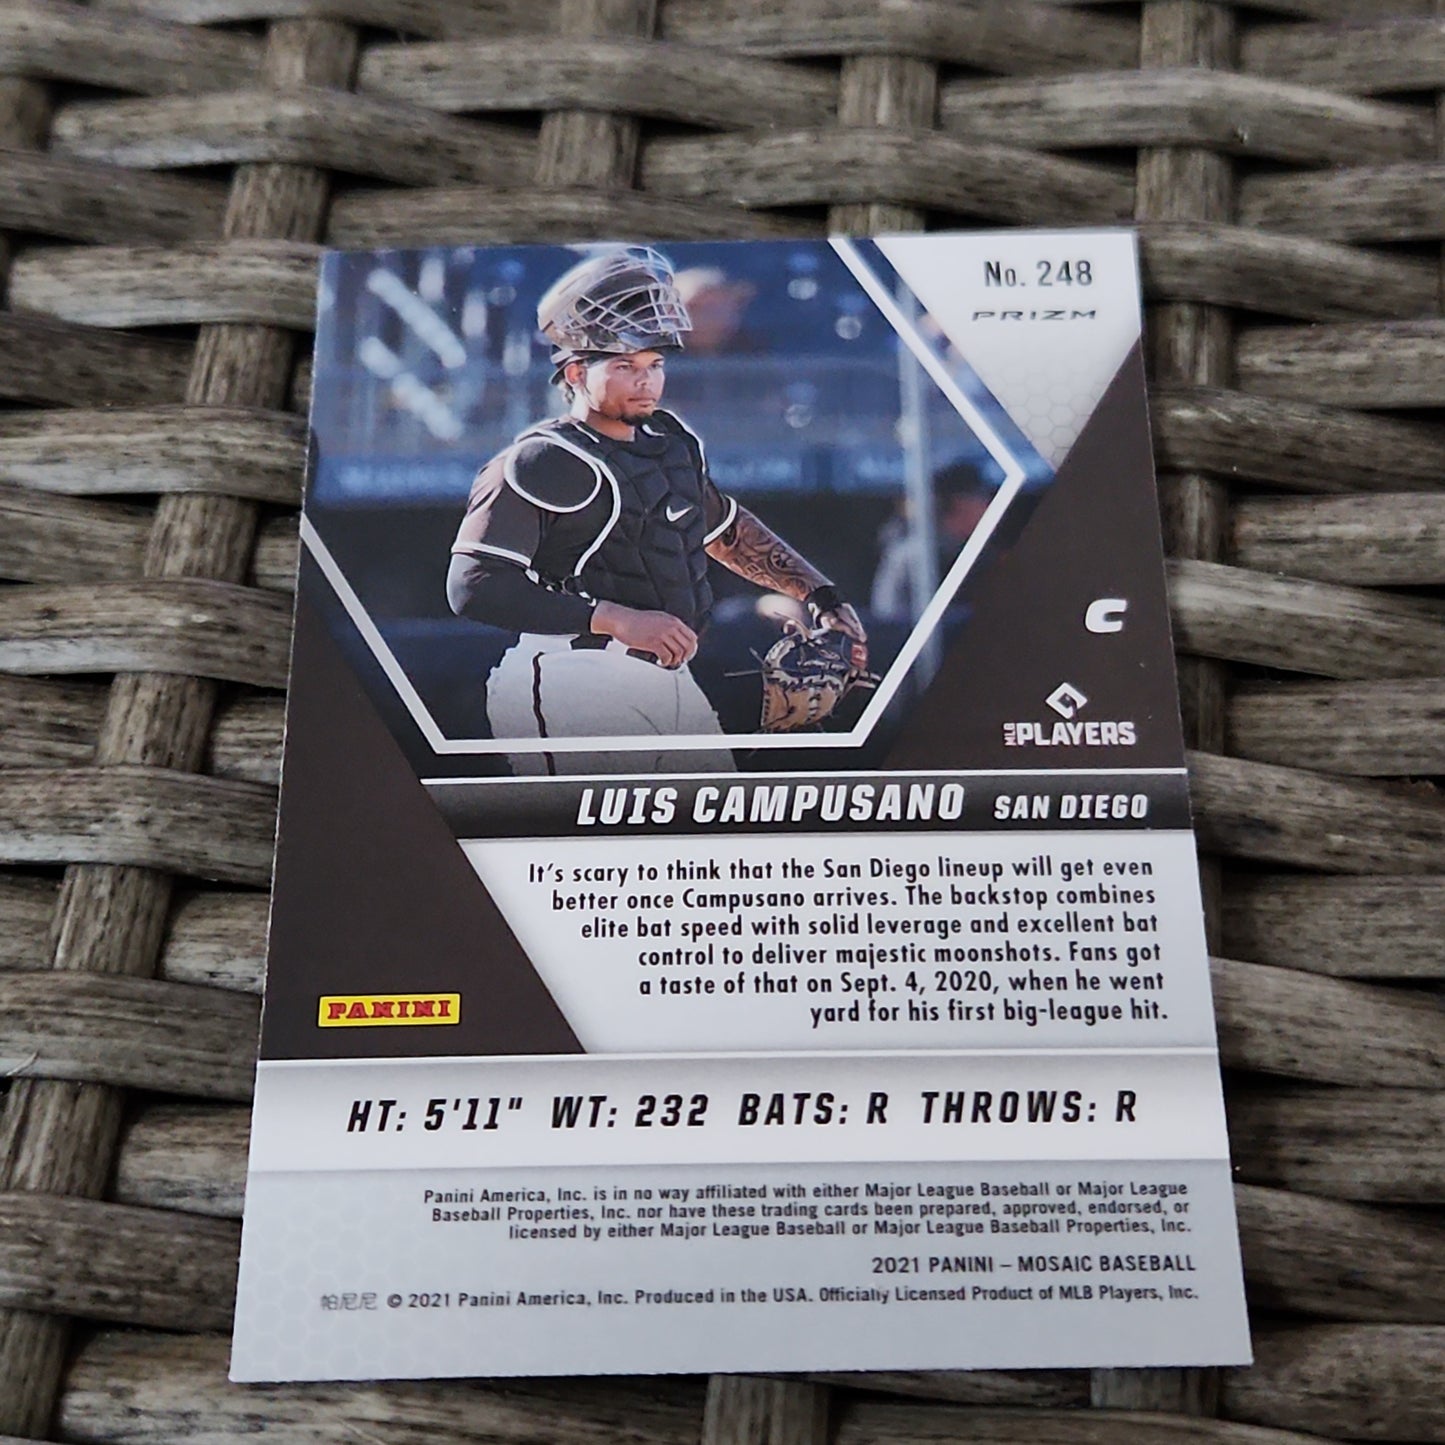 No. 248
PRIZM
C
MLB PLAYERS
LUIS CAMPUSANO SAN DIEGO
It's scary to think that the San Diego lineup will get even
better once Campusano arrives. The backstop combines
elite bat speed with solid leverage and excellent bat
control to deliver majestic moonshots. Fans got
a taste of that on Sept. 4, 2020, when he went
yard for his first big-league hit.
PANINI
HT: 5'11" WT: 232 BATS: R THROWS: R
Panini America, Inc. is in no way affiliated with either Major League Baseball or Major League
Baseball Properties, Inc. nor have these trading cards been prepared, approved, endorsed, or
licensed by either Major League Baseball or Major League Baseball Properties, Inc.
2021 PANINI – MOSAIC BASEBALL
帕尼尼 © 2021 Panini America, Inc. Produced in the USA. Officially Licensed Product of MLB Players, Inc.